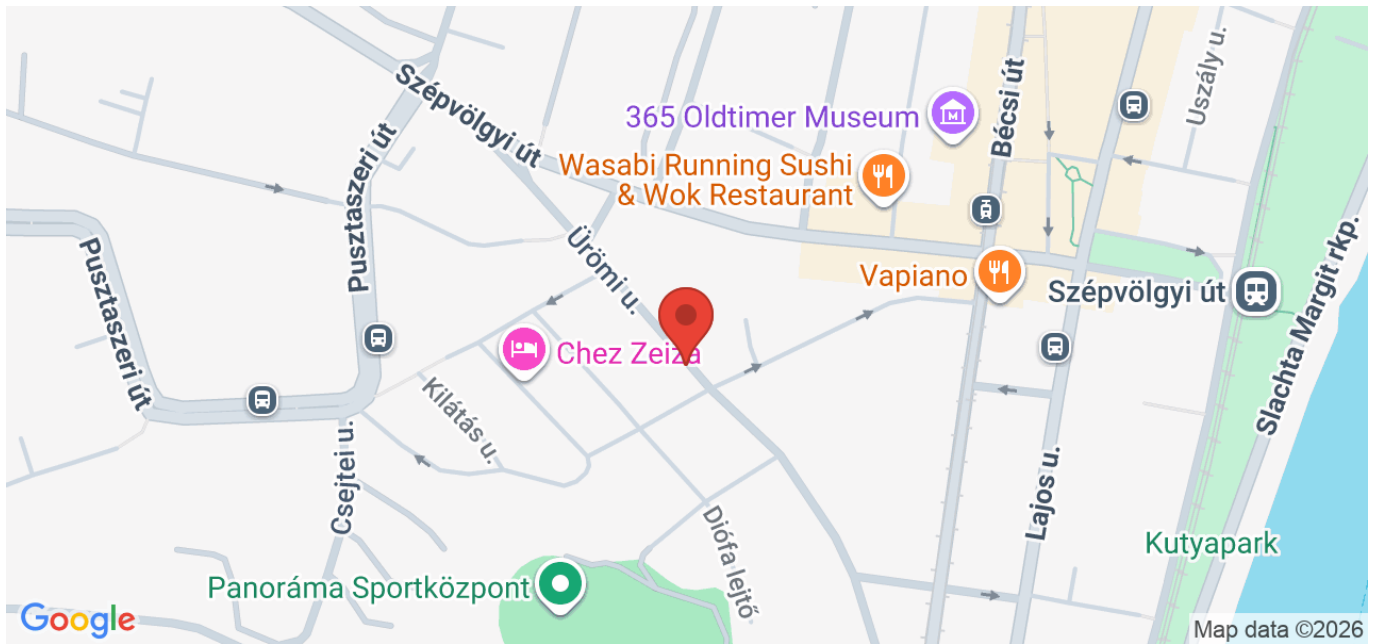 Szépvölgyi út
Pusztaszeri út
Pusztaszeri út
Ürömi u.
365 Oldtimer Museum
M
Wasabi Running Sushi
& Wok Restaurant
Bécsi út
Uszály u.
Vapiano
Szépvölgyi út
Slachta Margit rkp.
Chez Zeiza
Kilátás u.
Csejtei u.
Diófa lejtő
Lajos u.
Kutyapark
Panoráma Sportközpont
Google
Map data ©2026